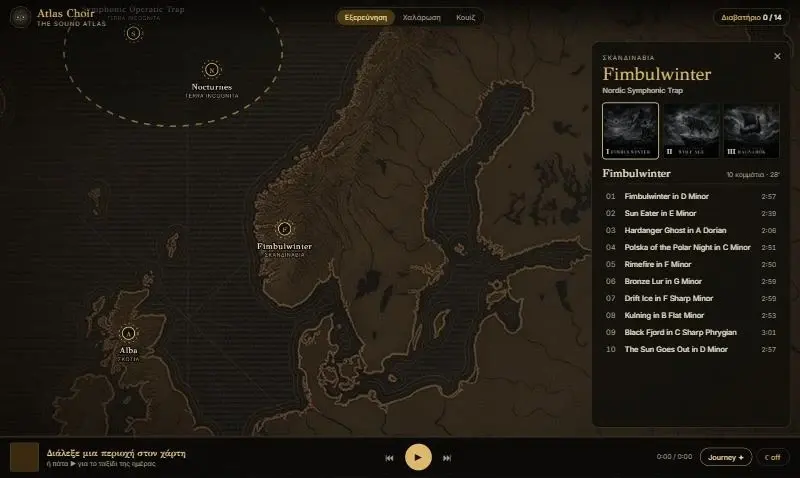 Atlas Choir
THE SOUND ATLAS
Symphonic Operatic Trap
TERRA INCOGNITA
S
N
Nocturnes
TERRA INCOGNITA
Εξερεύνηση
Χαλάρωση
Κουίζ
Διαβατήριο 0 / 14
F
Fimbulwinter
ΣΚΑΝΔΙΝΑΒΙΑ
A
Alba
ΣΚΟΤΙΑ
ΣΚΑΝΔΙΝΑΒΙΑ
Fimbulwinter
Nordic Symphonic Trap
I FIMBULWINTER
II WOLF AGE
III RAGNAROK
Fimbulwinter 10 κομμάτια · 28'
01 Fimbulwinter in D Minor 2:57
02 Sun Eater in E Minor 2:39
03 Hardanger Ghost in A Dorian 2:06
04 Polska of the Polar Night in C Minor 2:51
05 Rimefire in F Minor 2:50
06 Bronze Lur in G Minor 2:59
07 Drift Ice in F Sharp Minor 2:59
08 Kulning in B Flat Minor 2:53
09 Black Fjord in C Sharp Phrygian 3:01
10 The Sun Goes Out in D Minor 2:57
Διάλεξε μια περιοχή στον χάρτη
ή πάτα ▶ για το ταξίδι της ημέρας
0:00 / 0:00
Journey ✦
☾ off